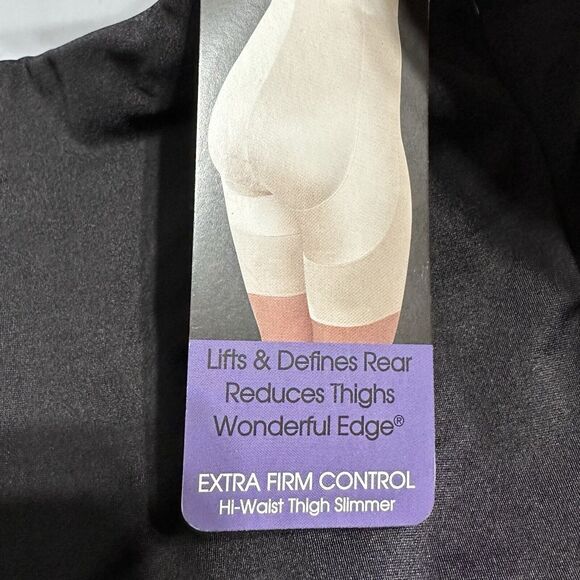 Lifts & Defines Rear
Reduces Thighs
Wonderful Edge®
EXTRA FIRM CONTROL
Hi-Waist Thigh Slimmer